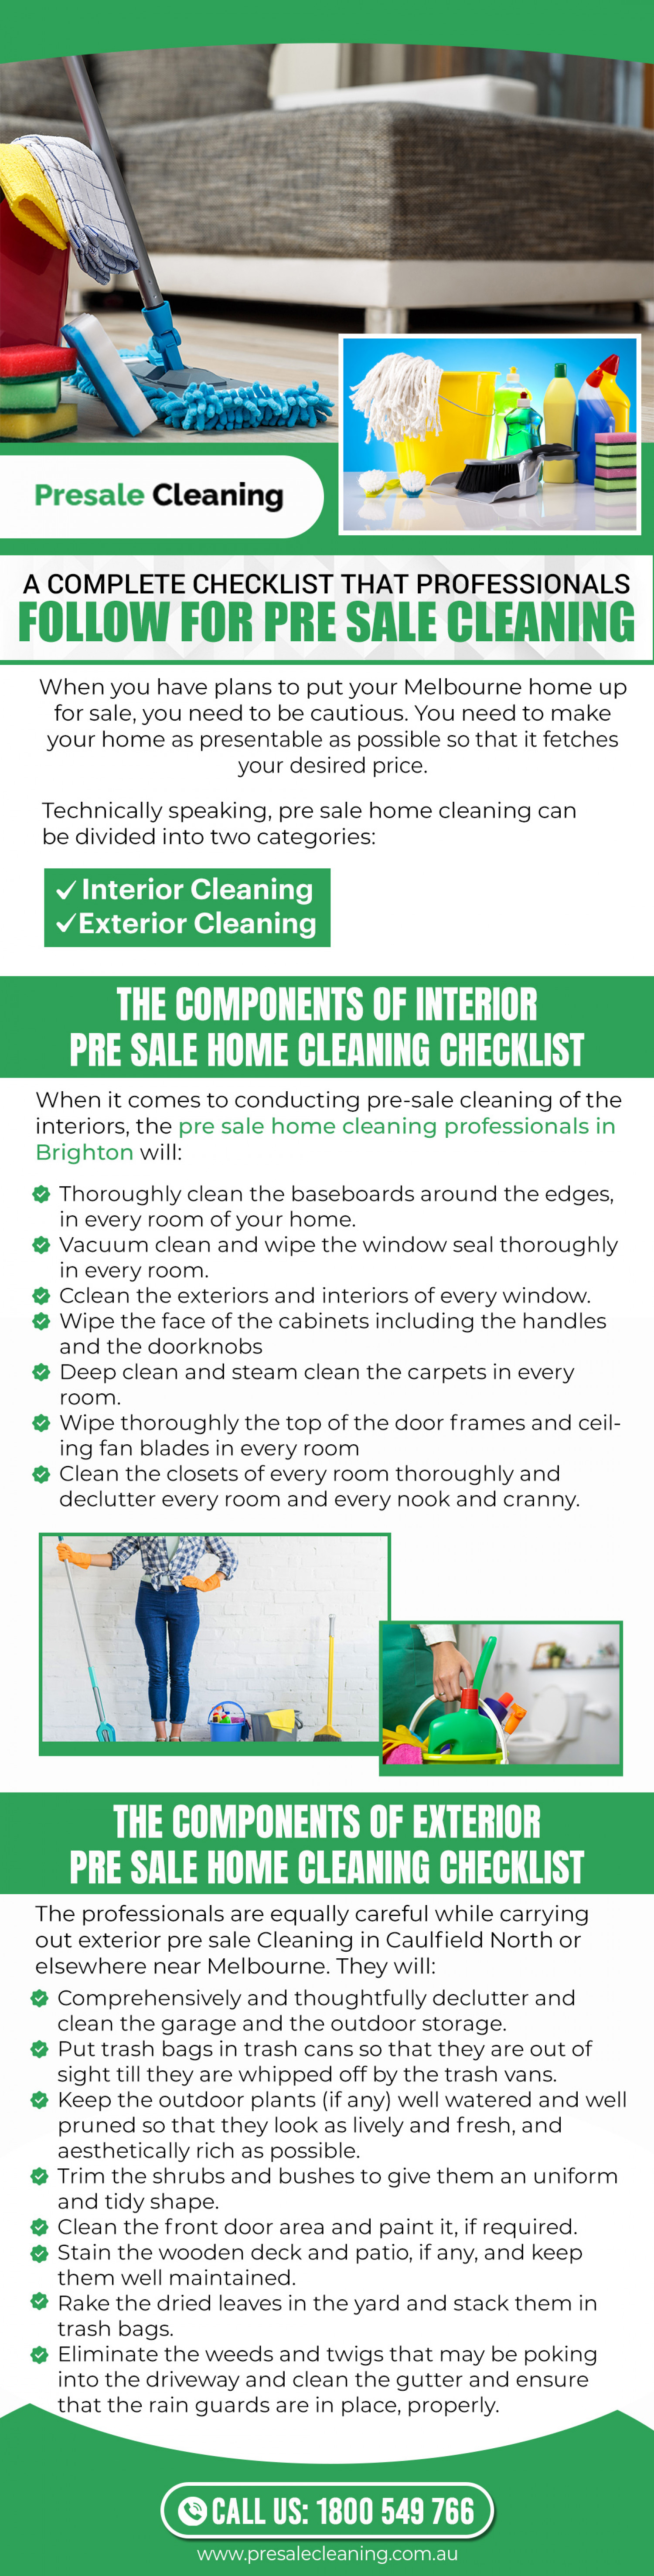 Presale Cleaning
A COMPLETE CHECKLIST THAT PROFESSIONALS
FOLLOW FOR PRE SALE CLEANING
When you have plans to put your Melbourne home up
for sale, you need to be cautious. You need to make
your home as presentable as possible so that it fetches
your desired price.
Technically speaking, pre sale home cleaning can
be divided into two categories:
Interior Cleaning
Exterior Cleaning
THE COMPONENTS OF INTERIOR
PRE SALE HOME CLEANING CHECKLIST
When it comes to conducting pre-sale cleaning of the
interiors, the pre sale home cleaning professionals in
Brighton will:
Thoroughly clean the baseboards around the edges,
in every room of your home.
Vacuum clean and wipe the window seal thoroughly
in every room.
Cclean the exteriors and interiors of every window.
Wipe the face of the cabinets including the handles
and the doorknobs
Deep clean and steam clean the carpets in every
room.
Wipe thoroughly the top of the door frames and ceil-
ing fan blades in every room
Clean the closets of every room thoroughly and
declutter every room and every nook and cranny.
THE COMPONENTS OF EXTERIOR
PRE SALE HOME CLEANING CHECKLIST
The professionals are equally careful while carrying
out exterior pre sale Cleaning in Caulfield North or
elsewhere near Melbourne. They will:
Comprehensively and thoughtfully declutter and
clean the garage and the outdoor storage.
Put trash bags in trash cans so that they are out of
sight till they are whipped off by the trash vans.
Keep the outdoor plants (if any) well watered and well
pruned so that they look as lively and fresh, and
aesthetically rich as possible.
Trim the shrubs and bushes to give them an uniform
and tidy shape.
Clean the front door area and paint it, if required.
Stain the wooden deck and patio, if any, and keep
them well maintained.
Rake the dried leaves in the yard and stack them in
trash bags.
Eliminate the weeds and twigs that may be poking
into the driveway and clean the gutter and ensure
that the rain guards are in place, properly.
CALL US: 1800 549 766
www.presalecleaning.com.au